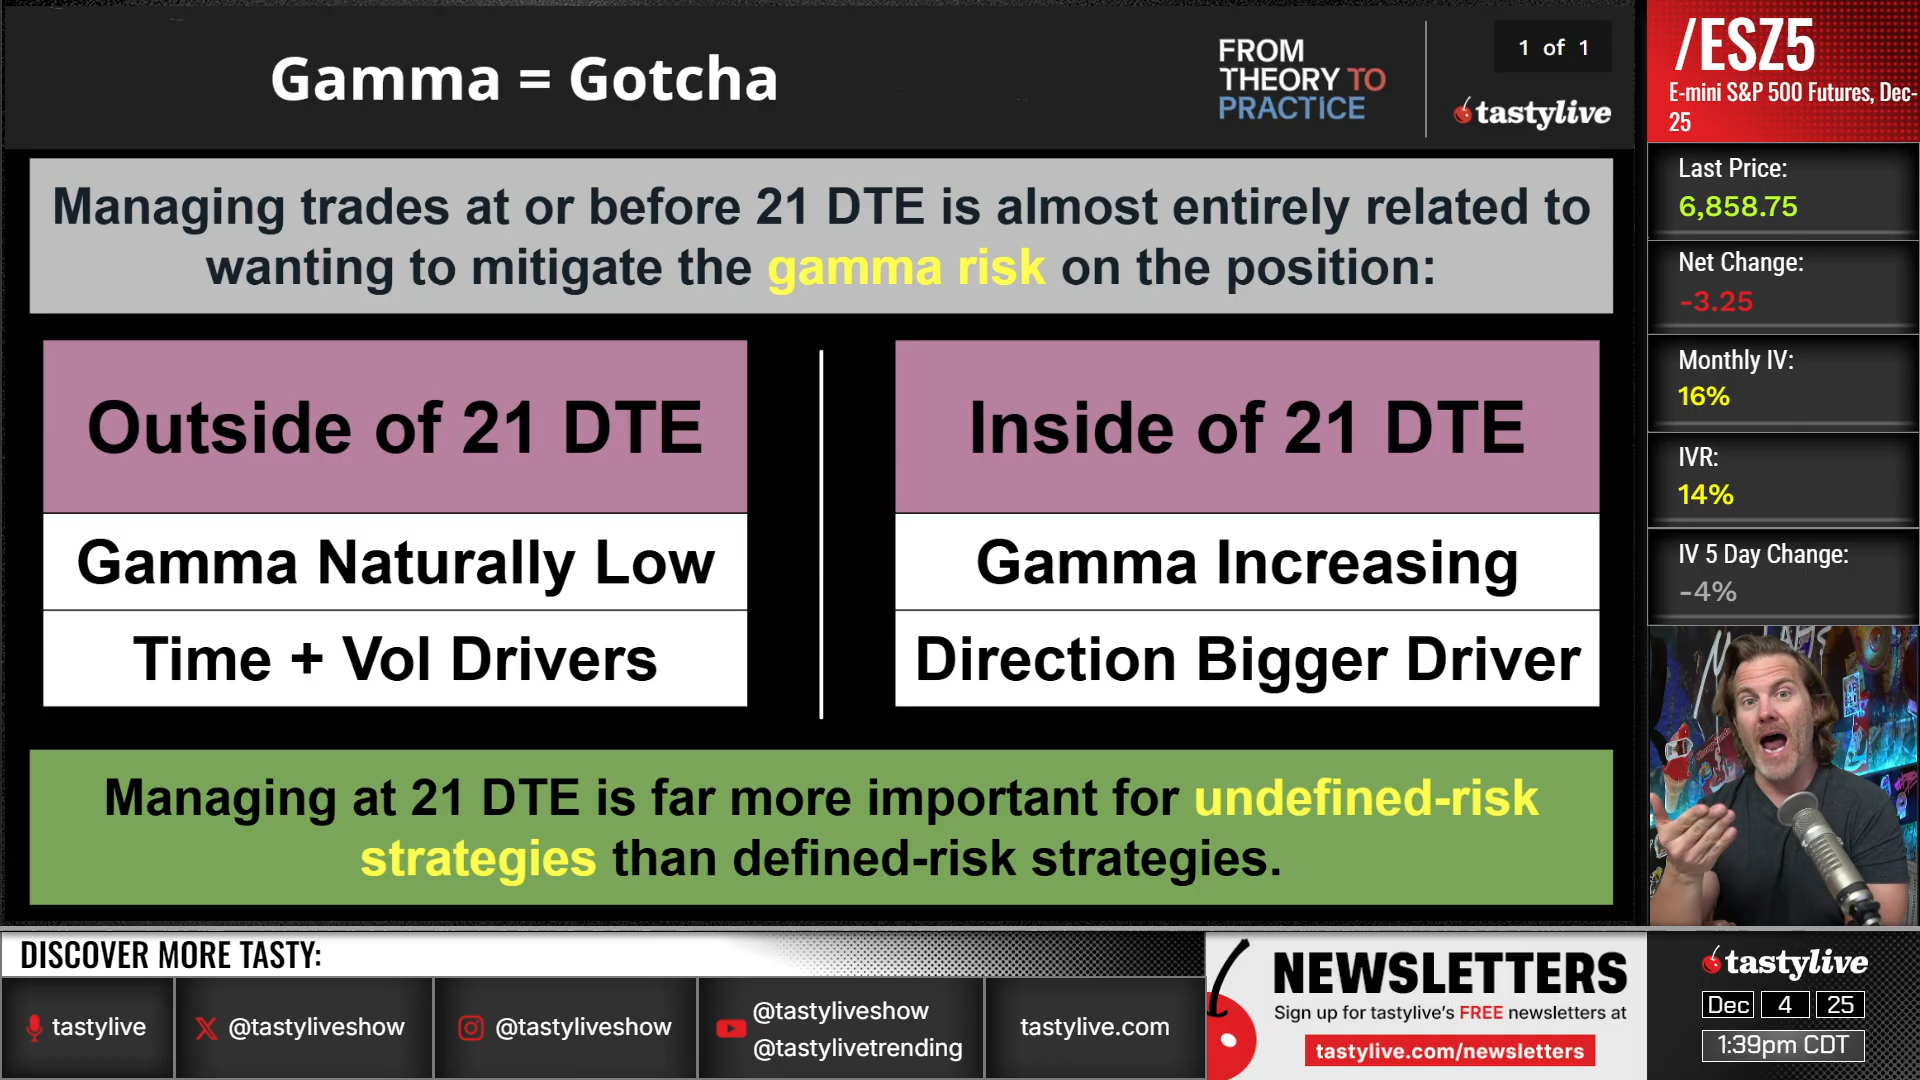 Gamma = Gotcha
FROM
THEORY TO
PRACTICE
1 of 1
tastylive
Managing trades at or before 21 DTE is almost entirely related to
wanting to mitigate the gamma risk on the position:
Outside of 21 DTE
Gamma Naturally Low
Time + Vol Drivers
Inside of 21 DTE
Gamma Increasing
Direction Bigger Driver
Managing at 21 DTE is far more important for undefined-risk
strategies than defined-risk strategies.
/ESZ5
E-mini S&P 500 Futures, Dec-
25
Last Price:
6,858.75
Net Change:
-3.25
Monthly IV:
16%
IVR:
14%
IV 5 Day Change:
-4%
DISCOVER MORE TASTY:
tastylive
@tastyliveshow
@tastyliveshow
@tastyliveshow
@tastylivetrending
tastylive.com
NEWSLETTERS
Sign up for tastylive's FREE newsletters at
tastylive.com/newsletters
tastylive
Dec 4 25
1:39pm CDT